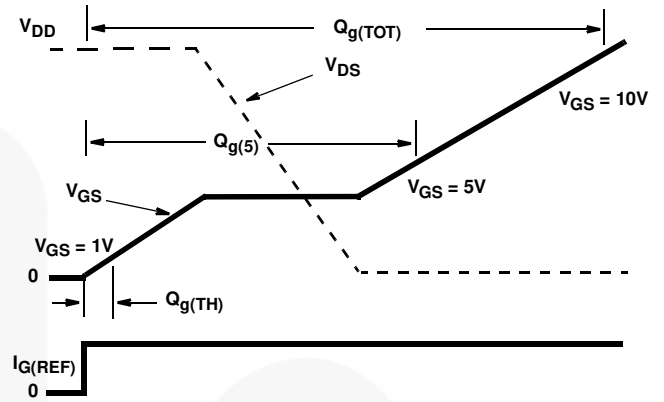 V_DD
Q_g(TOT)
V_DS
V_GS = 10V
Q_g(5)
V_GS
V_GS = 5V
V_GS = 1V
0
Q_g(TH)
I_G(REF)
0